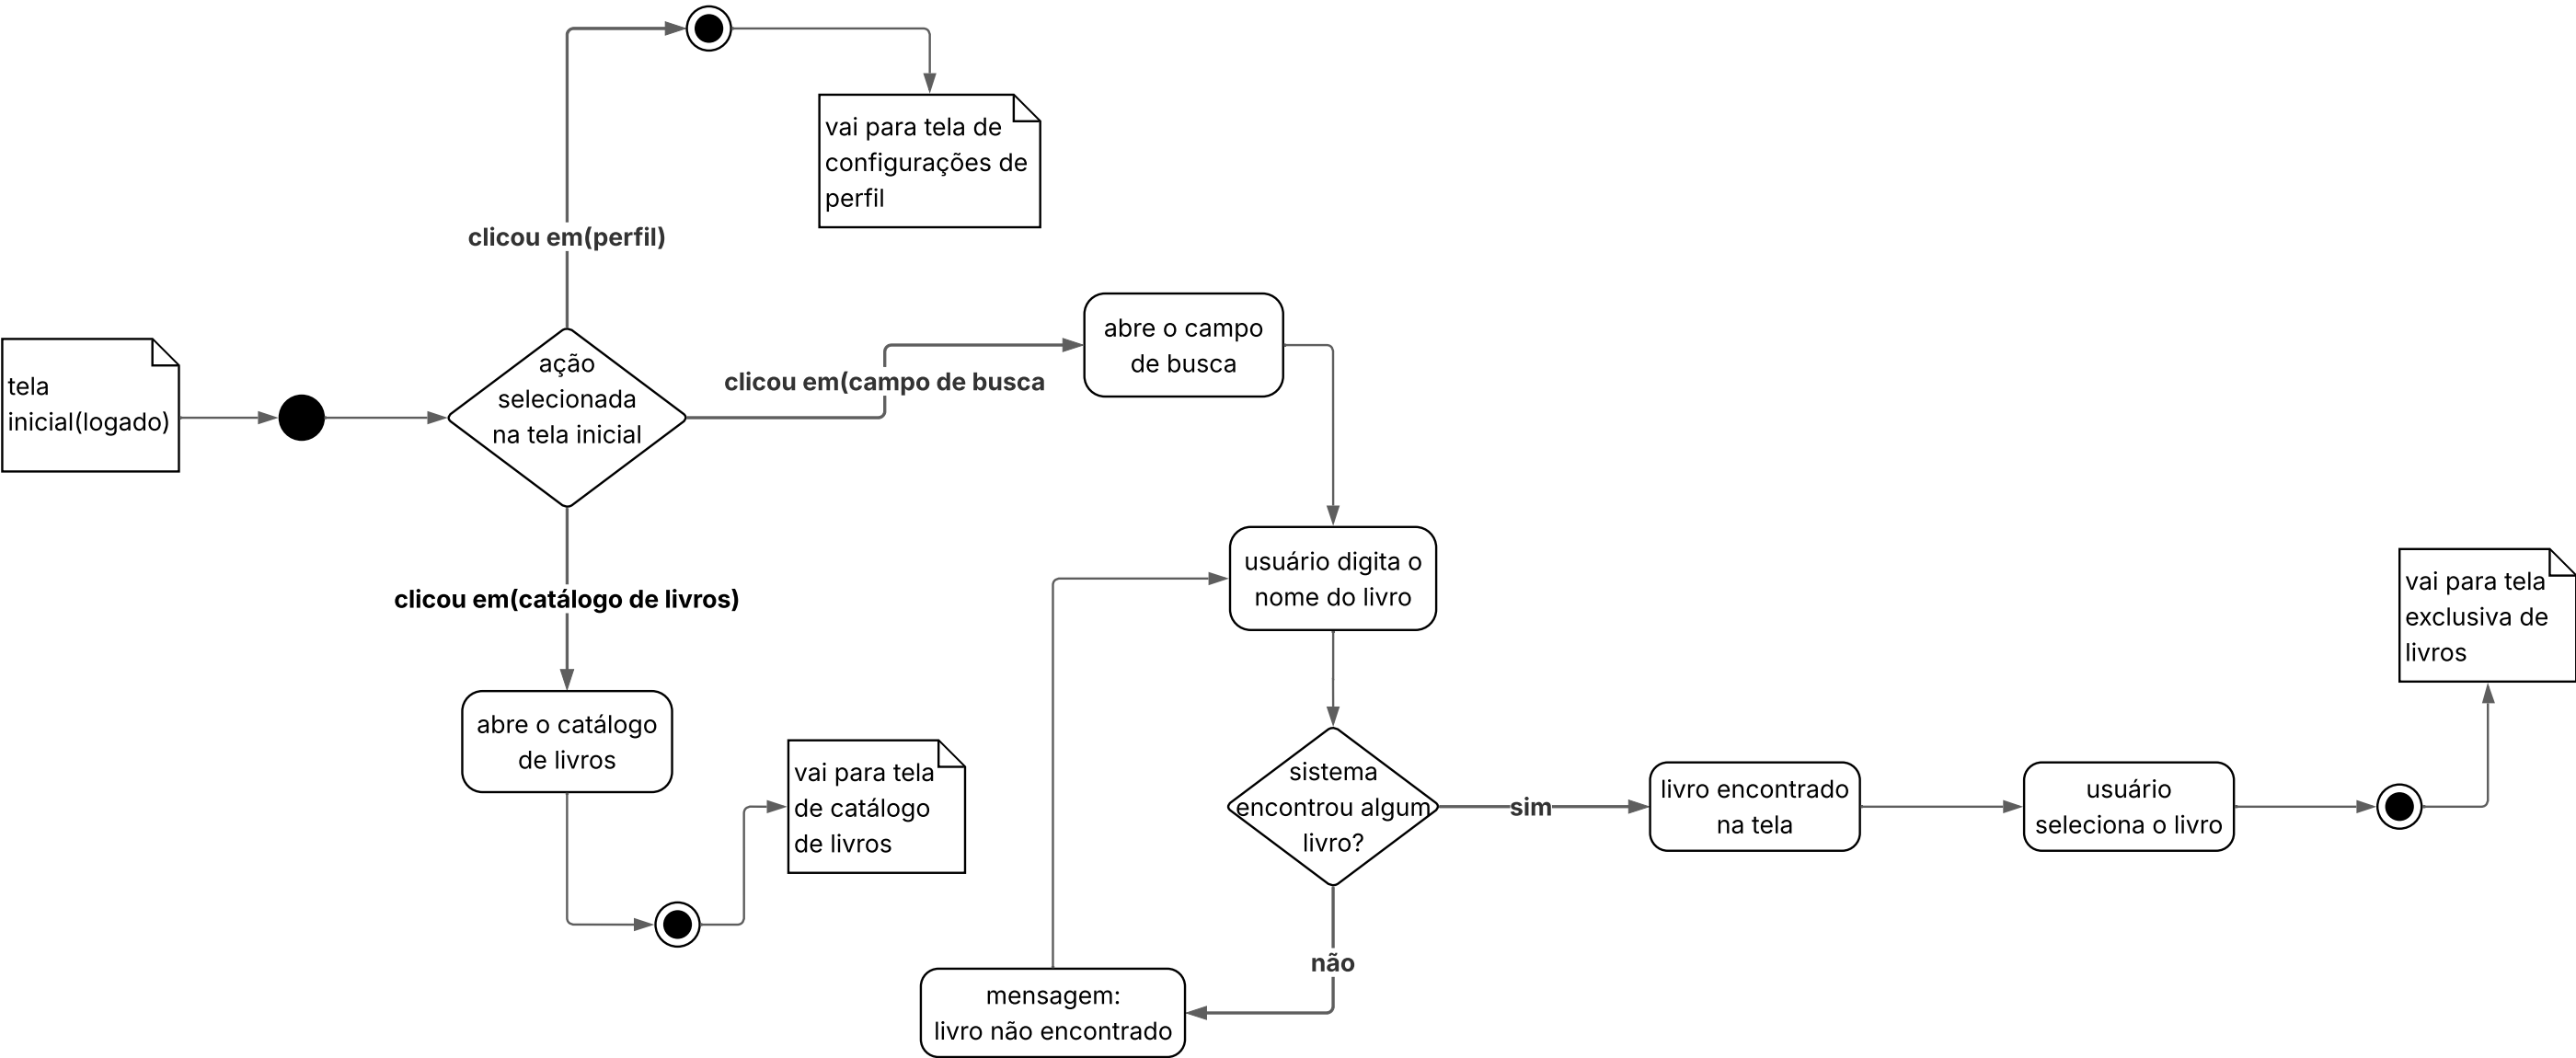 vai para tela de
configurações de
perfil
clicou em(perfil)
tela
inicial(logado)
ação
selecionada
na tela inicial
clicou em(campo de busca
abre o campo
de busca
usuário digita o
nome do livro
clicou em(catálogo de livros)
abre o catálogo
de livros
vai para tela
de catálogo
de livros
sistema
encontrou algum
livro?
sim
livro encontrado
na tela
usuário
seleciona o livro
vai para tela
exclusiva de
livros
não
mensagem:
livro não encontrado